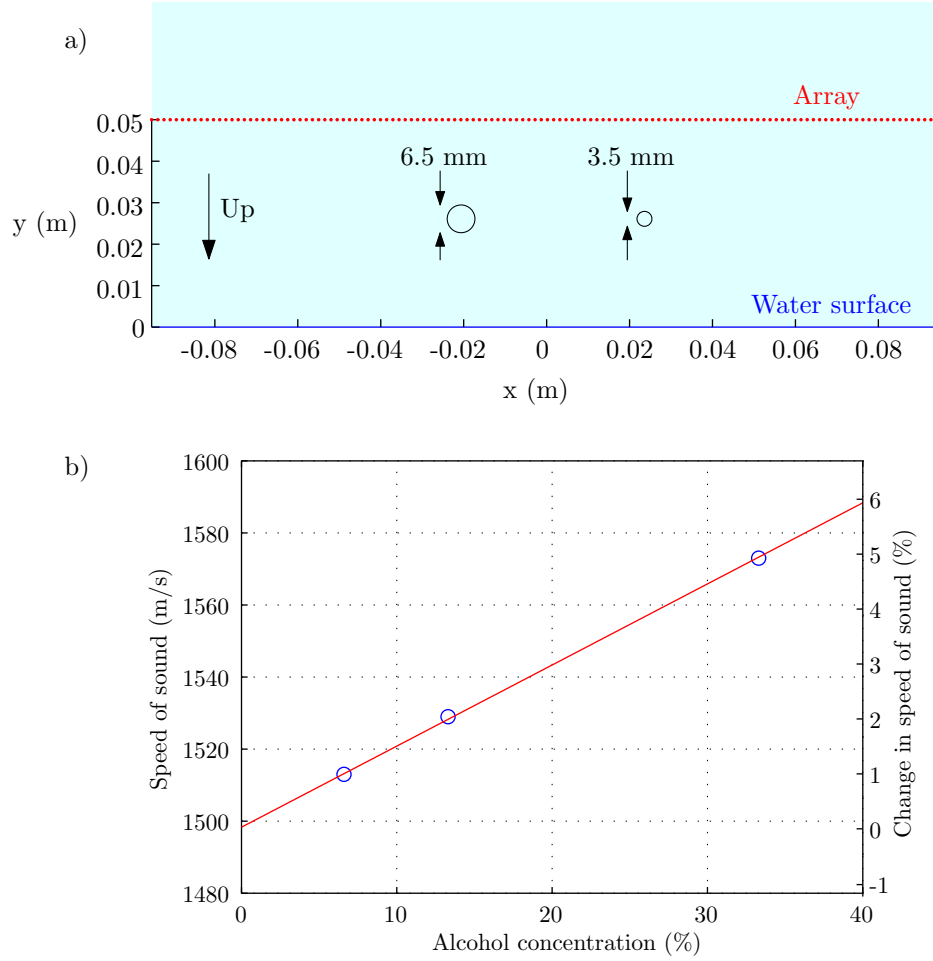 a)
Array
0.05
0.04
6.5 mm
3.5 mm
0.03
y (m)
Up
0.02
0.01
Water surface
0
-0.08
-0.06
-0.04
-0.02
0
0.02
0.04
0.06
0.08
x (m)
b)
1600
1580
1560
1540
1520
1500
1480
Speed of sound (m/s)
6
5
4
3
2
1
0
-1
Change in speed of sound (%)
0
10
20
30
40
Alcohol concentration (%)